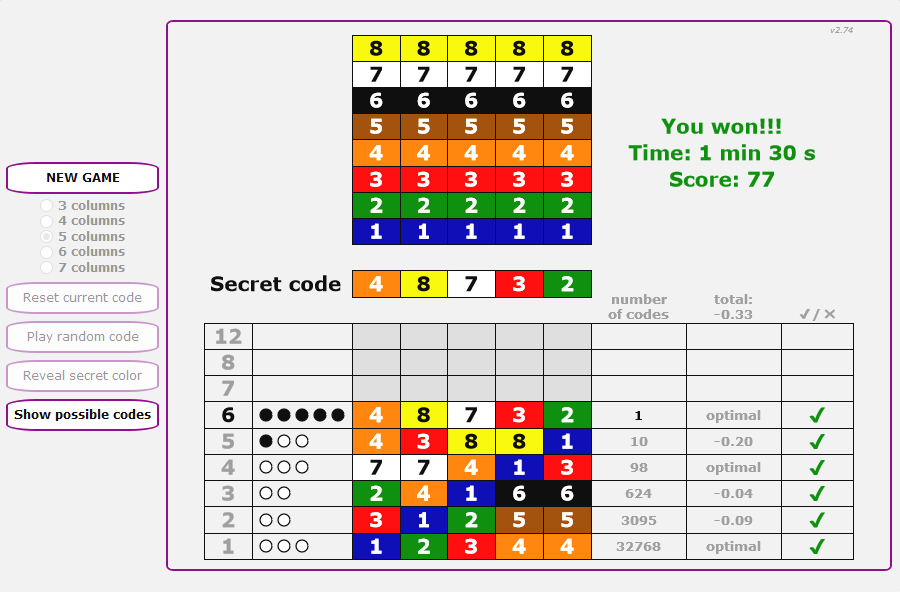 v2.74
8 8 8 8 8
7 7 7 7 7
6 6 6 6 6
5 5 5 5 5
4 4 4 4 4
3 3 3 3 3
2 2 2 2 2
1 1 1 1 1
You won!!!
Time: 1 min 30 s
Score: 77
NEW GAME
3 columns
4 columns
5 columns
6 columns
7 columns
Reset current code
Play random code
Reveal secret color
Show possible codes
Secret code 4 8 7 3 2
number of codes
total: -0.33
✓/✕
12
8
7
6 4 8 7 3 2 1 optimal ✓
5 4 3 8 8 1 10 -0.20 ✓
4 7 7 4 1 3 98 optimal ✓
3 2 4 1 6 6 624 -0.04 ✓
2 3 1 2 5 5 3095 -0.09 ✓
1 1 2 3 4 4 32768 optimal ✓